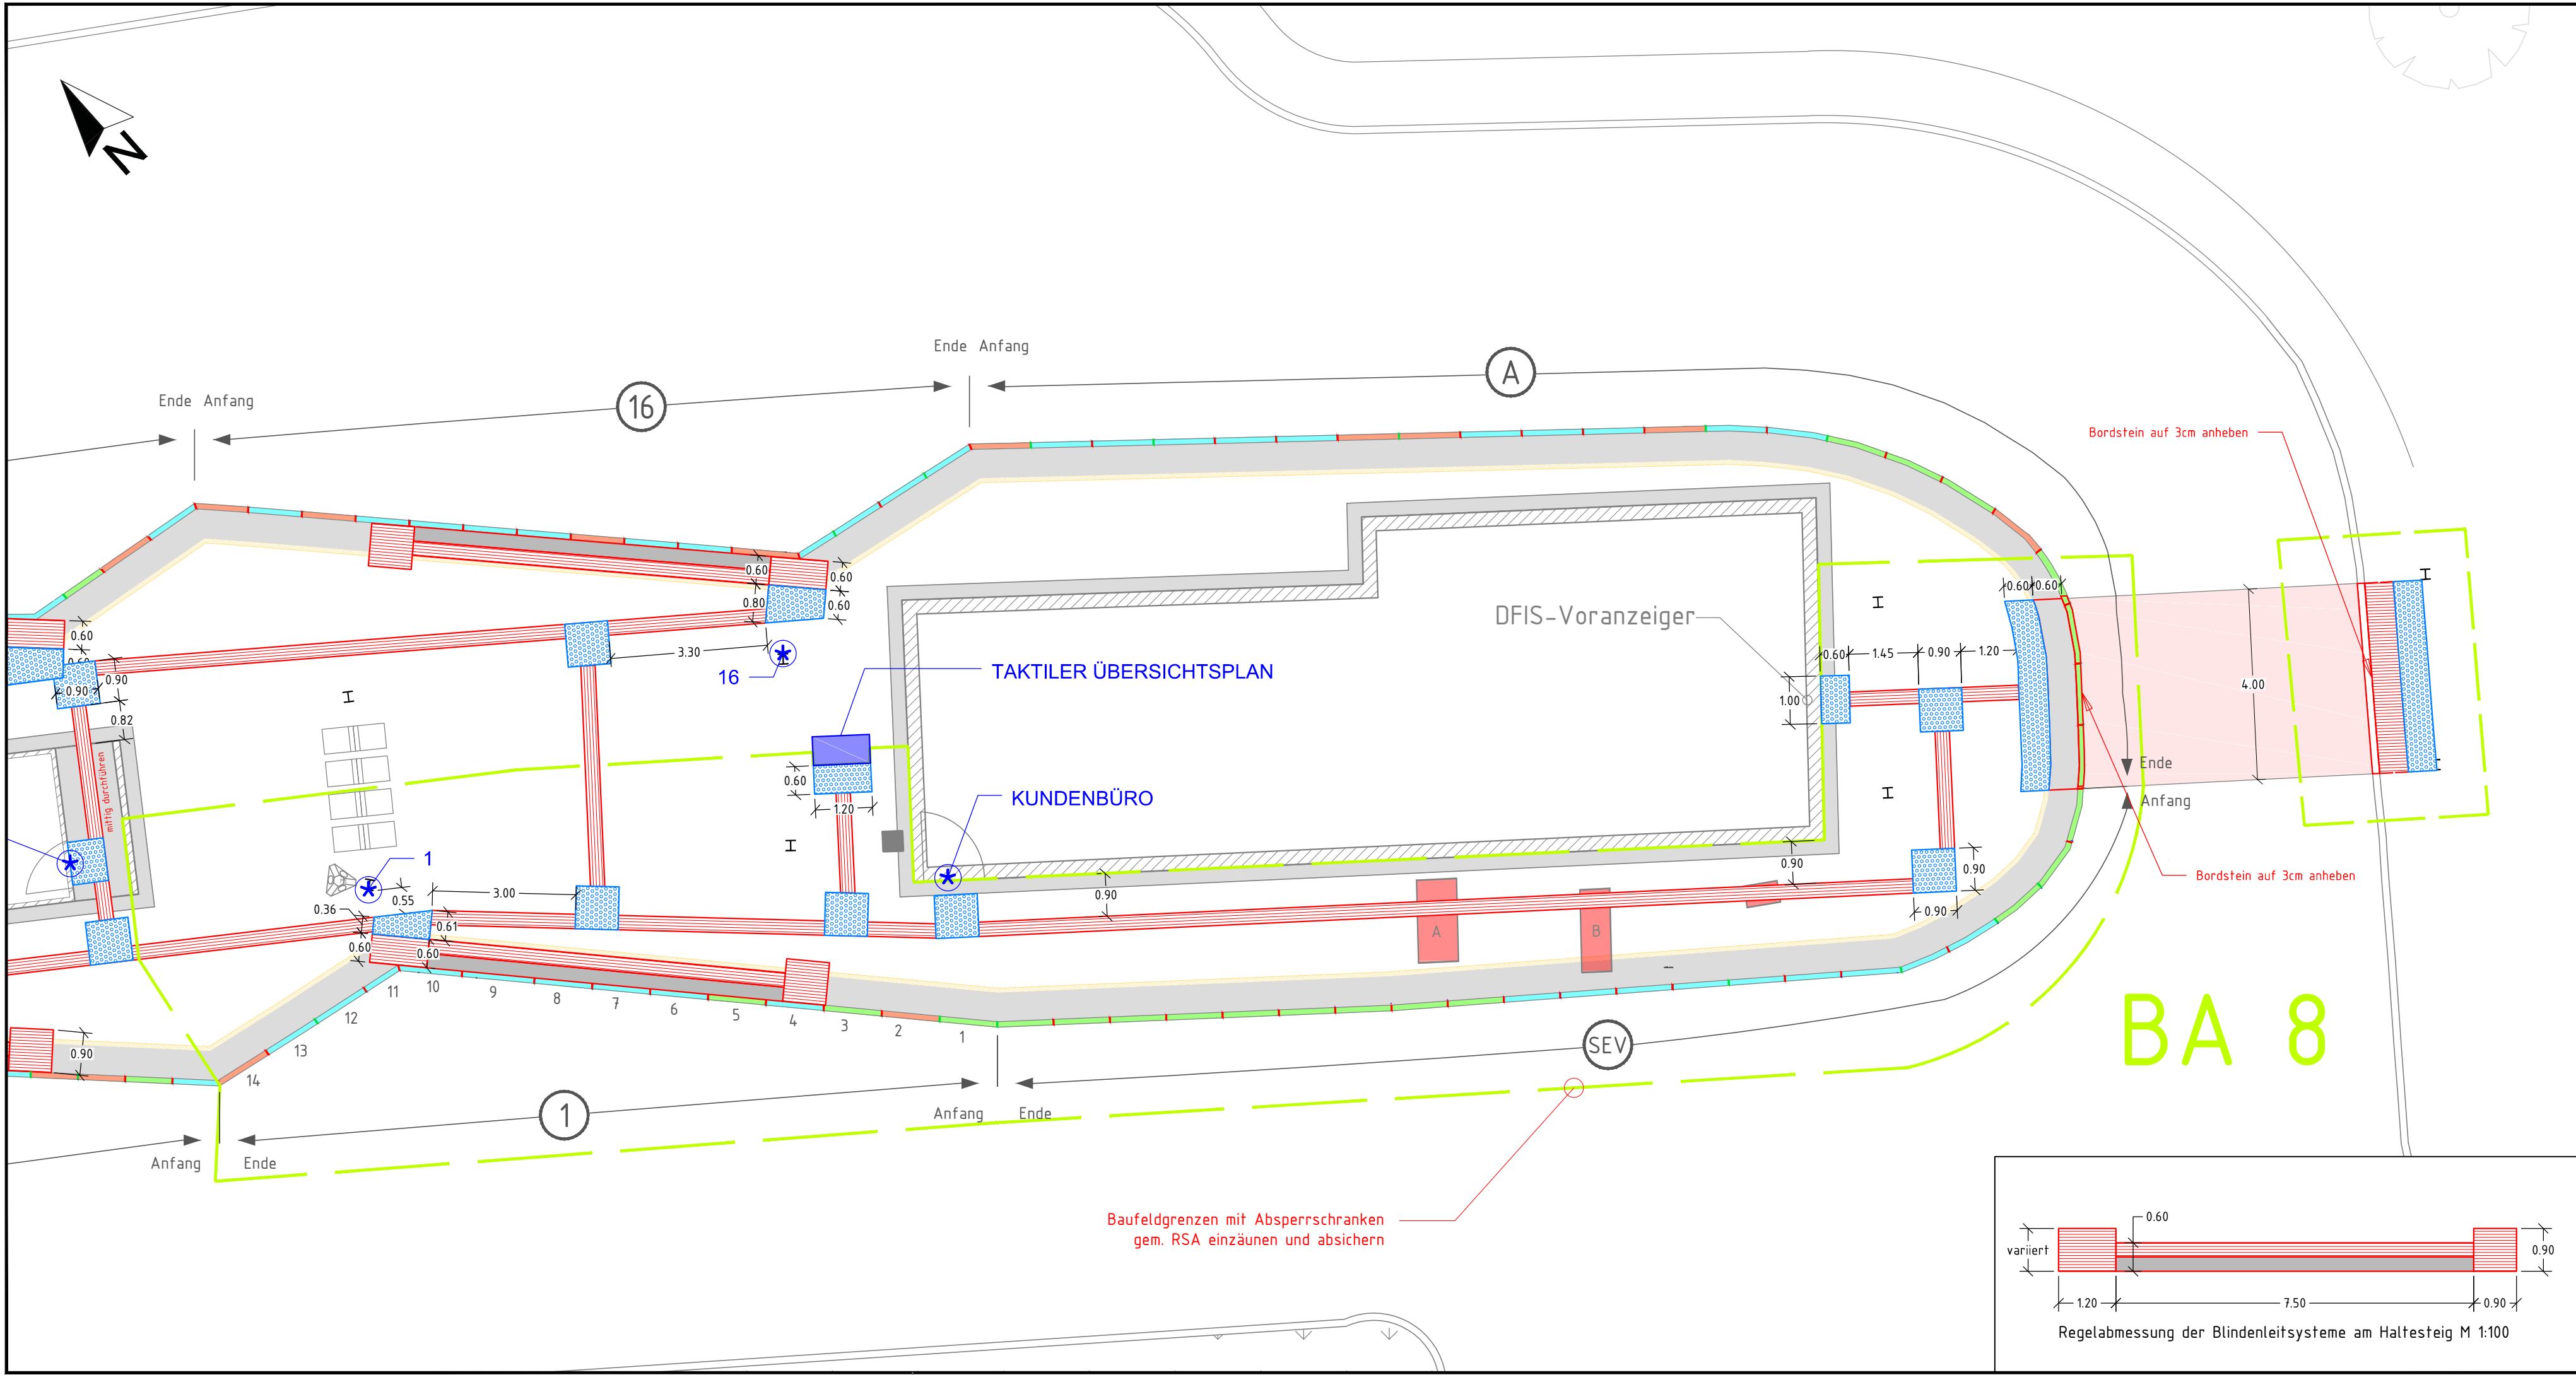 N
Ende Anfang
A
Ende Anfang
16
Bordstein auf 3cm anheben
0.60
0.60
0.80
0.60
0.60
0.60
0.60
DFIS-Voranzeiger
3.30
16
TAKTILER ÜBERSICHTSPLAN
0.60
1.45
0.90
1.20
4.00
1.00
0.90
0.90
0.82
mittig durchführen
0.60
1.20
KUNDENBÜRO
Ende
Anfang
1
0.55
3.00
0.36
0.61
0.60
0.60
0.90
0.90
0.90
0.90
Bordstein auf 3cm anheben
A
B
11
10
9
8
7
6
5
4
3
2
1
12
13
14
0.90
SEV
BA 8
1
Anfang Ende
Anfang Ende
Baufeldgrenzen mit Absperrschranken
gem. RSA einzäunen und absichern
0.60
variiert
0.90
1.20
7.50
0.90
Regelabmessung der Blindenleitsysteme am Haltesteig M 1:100